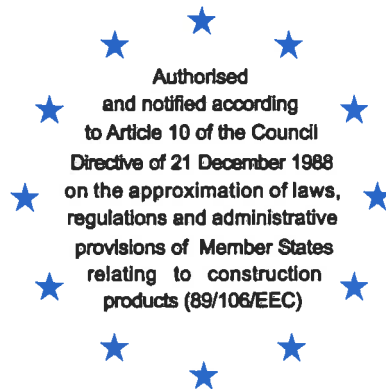 Authorised
and notified according
to Article 10 of the Council
Directive of 21 December 1988
on the approximation of laws,
regulations and administrative
provisions of Member States
relating to construction
products (89/106/EEC)